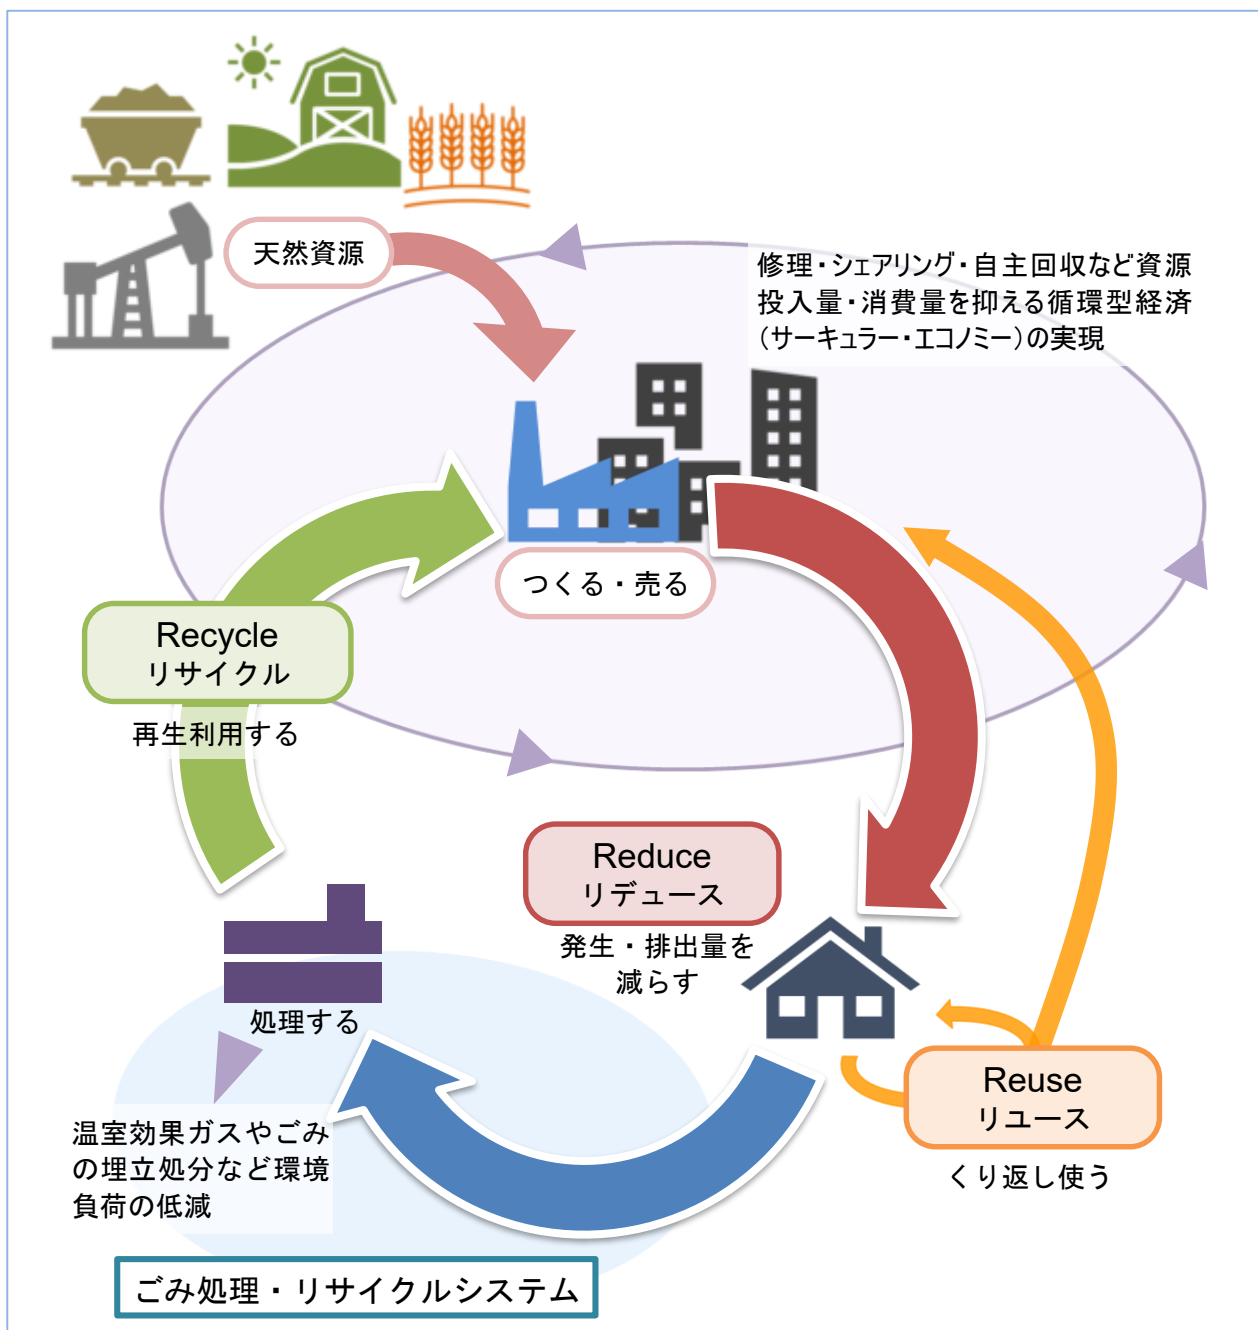 天然資源
修理・シェアリング・自主回収など資源
投入量・消費量を抑える循環型経済
（サーキュラー・エコノミー）の実現
つくる・売る
Recycle
リサイクル
再生利用する
Reduce
リデュース
発生・排出量を
減らす
処理する
Reuse
リユース
くり返し使う
温室効果ガスやごみ
の埋立処分など環境
負荷の低減
ごみ処理・リサイクルシステム